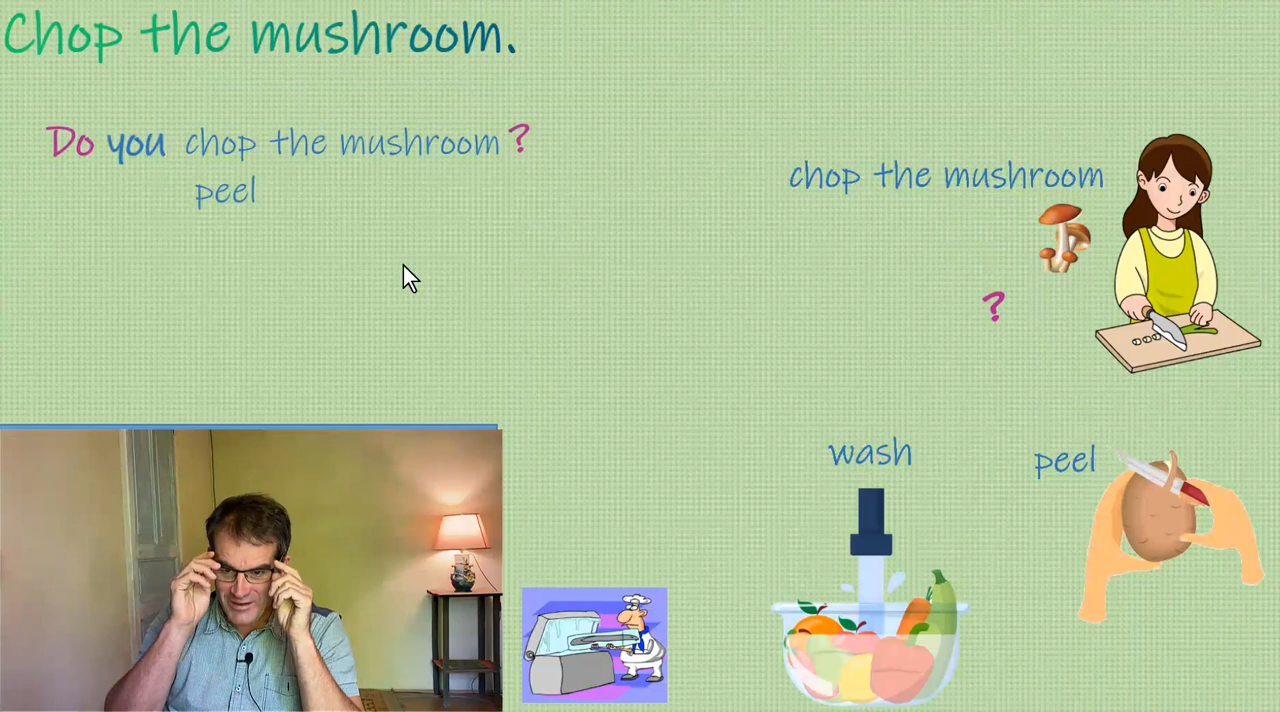 Chop the mushroom.
Do you chop the mushroom ?
peel
chop the mushroom
?
wash
peel